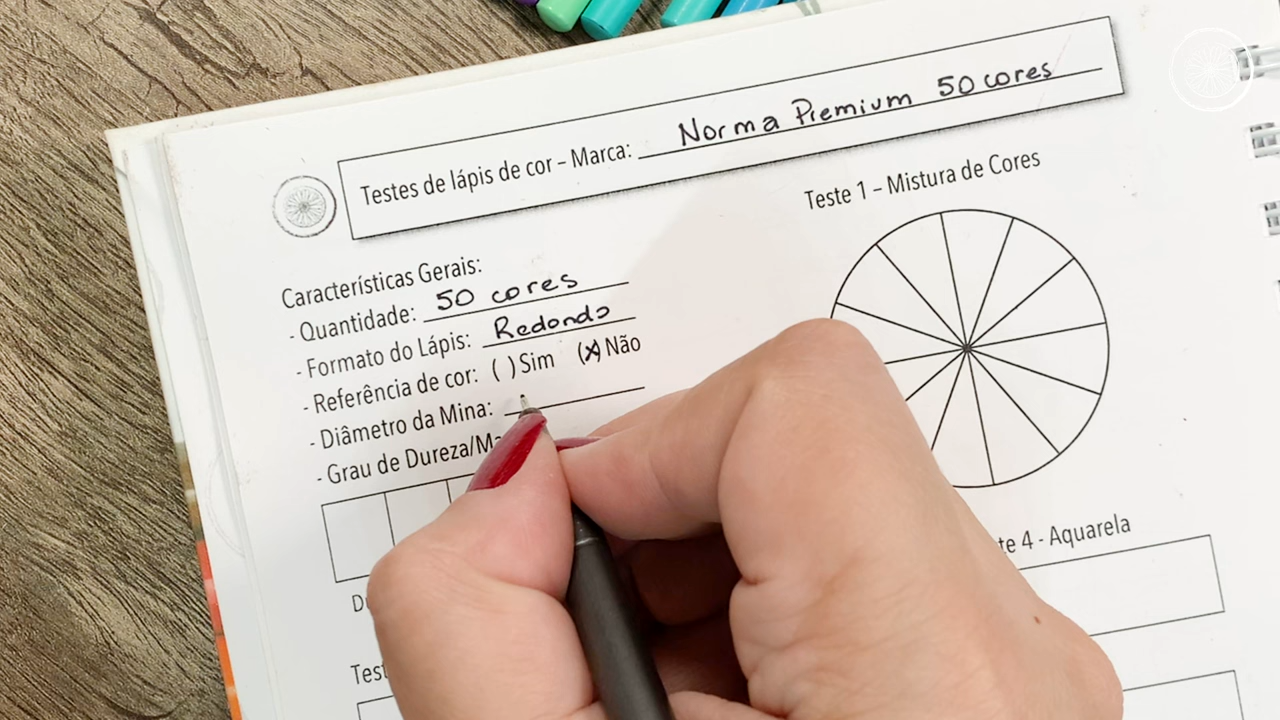 Testes de lápis de cor – Marca: Norma Premium 50 cores
Teste 1 – Mistura de Cores
Características Gerais:
- Quantidade: 50 cores
- Formato do Lápis: Redondo
- Referência de cor: ( ) Sim (X) Não
- Diâmetro da Mina:
- Grau de Dureza/Ma
te 4 - Aquarela
Test